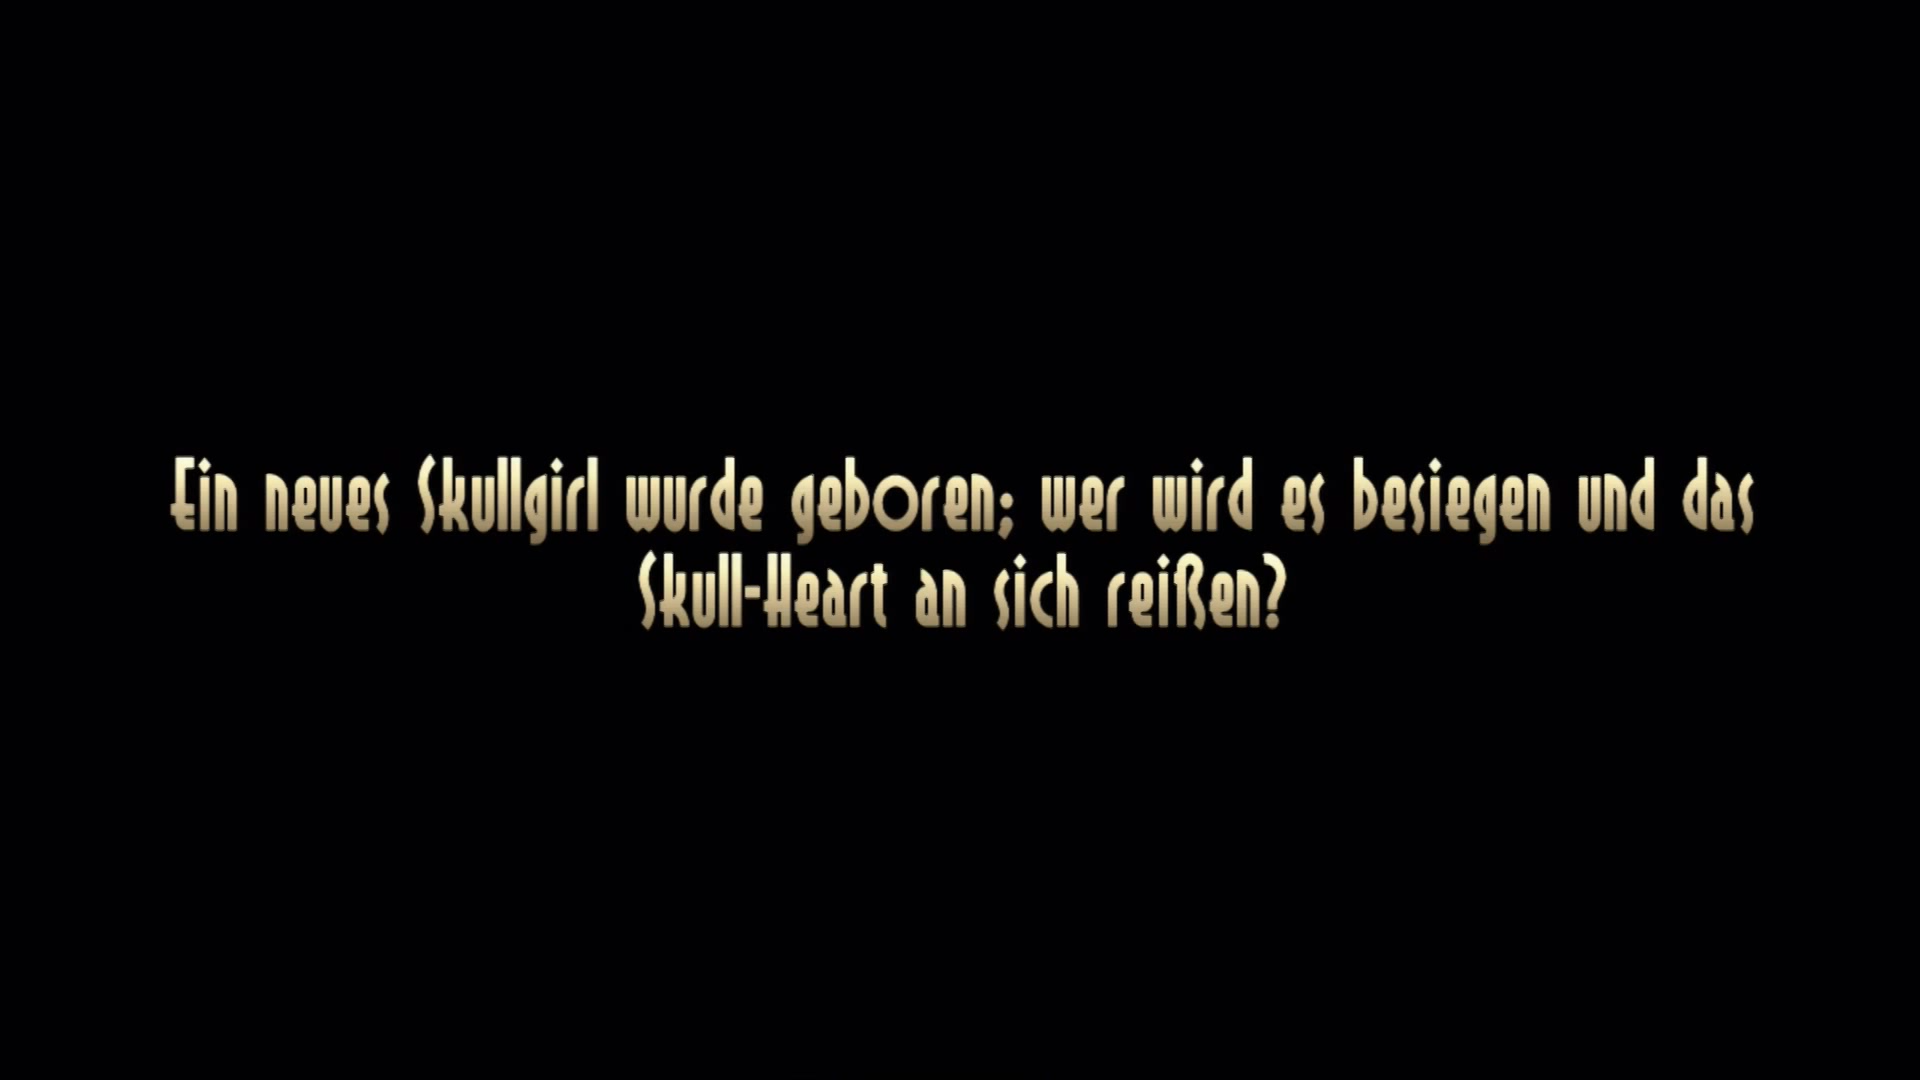 Ein neues Skullgirl wurde geboren; wer wird es besiegen und das
Skull-Heart an sich reißen?